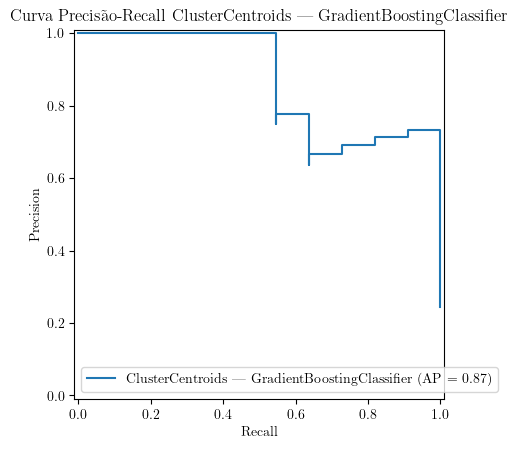 Curva Precisão-Recall ClusterCentroids — GradientBoostingClassifier
1.0
0.8
0.6
0.4
0.2
0.0
Precision
ClusterCentroids — GradientBoostingClassifier (AP = 0.87)
0.0 0.2 0.4 0.6 0.8 1.0
Recall